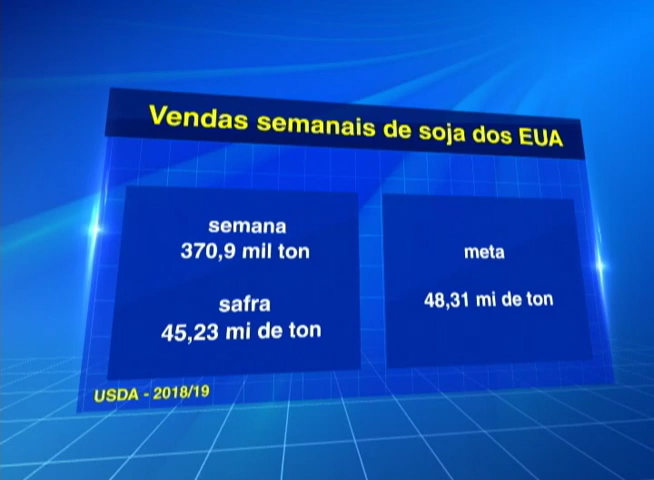 Vendas semanais de soja dos EUA
semana
370,9 mil ton
safra
45,23 mi de ton
meta
48,31 mi de ton
USDA - 2018/19